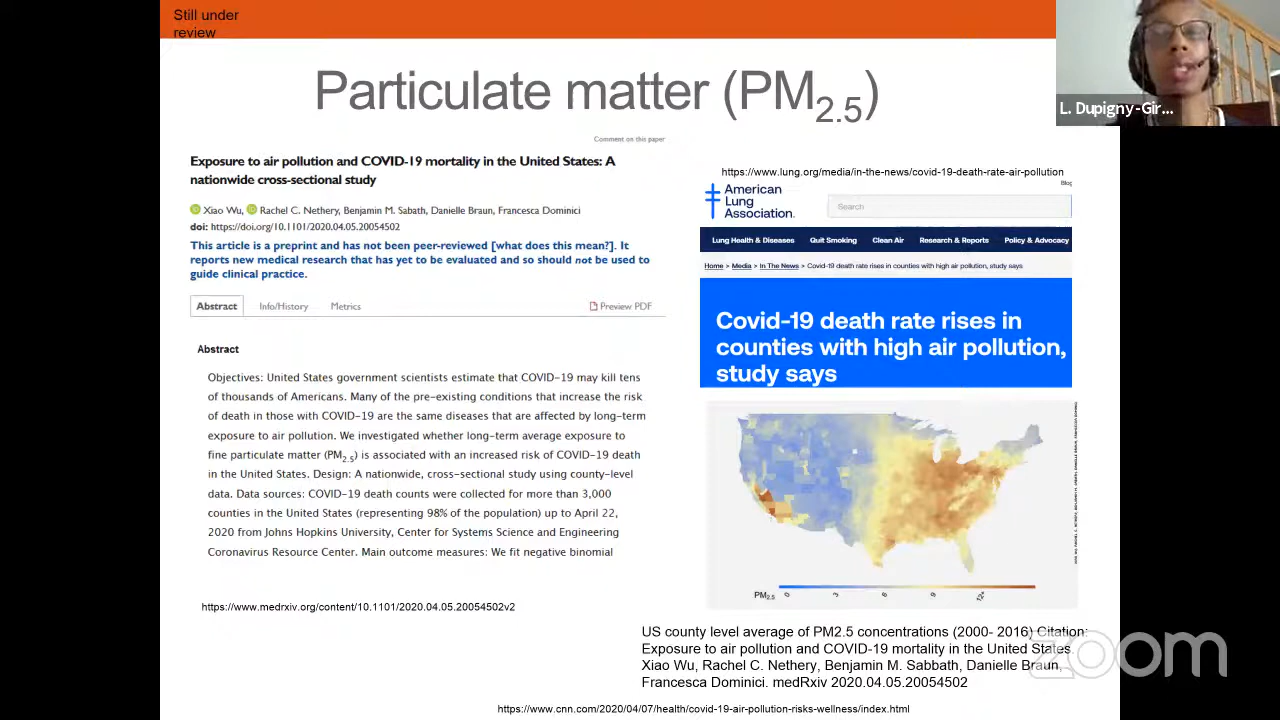 Still under
review
L. Dupigny-Gir...
Particulate matter (PM2.5)
Comment on this paper
Exposure to air pollution and COVID-19 mortality in the United States: A
nationwide cross-sectional study
Xiao Wu, Rachel C. Nethery, Benjamin M. Sabath, Danielle Braun, Francesca Dominici
doi: https://doi.org/10.1101/2020.04.05.20054502
This article is a preprint and has not been peer-reviewed [what does this mean?]. It
reports new medical research that has yet to be evaluated and so should not be used to
guide clinical practice.
Abstract Info/History Metrics Preview PDF
Abstract
Objectives: United States government scientists estimate that COVID-19 may kill tens
of thousands of Americans. Many of the pre-existing conditions that increase the risk
of death in those with COVID-19 are the same diseases that are affected by long-term
exposure to air pollution. We investigated whether long-term average exposure to
fine particulate matter (PM2.5) is associated with an increased risk of COVID-19 death
in the United States. Design: A nationwide, cross-sectional study using county-level
data. Data sources: COVID-19 death counts were collected for more than 3,000
counties in the United States (representing 98% of the population) up to April 22,
2020 from Johns Hopkins University, Center for Systems Science and Engineering
Coronavirus Resource Center. Main outcome measures: We fit negative binomial
https://www.medrxiv.org/content/10.1101/2020.04.05.20054502v2
https://www.lung.org/media/in-the-news/covid-19-death-rate-air-pollution
Blog
American
Lung
Association.
Search
Lung Health & Diseases Quit Smoking Clean Air Research & Reports Policy & Advocacy
Home > Media > In The News > Covid-19 death rate rises in counties with high air pollution, study says
Covid-19 death rate rises in
counties with high air pollution,
study says
PM2.5 0 3 6 9 12+
US county level average of PM2.5 concentrations (2000- 2016) Citation:
Exposure to air pollution and COVID-19 mortality in the United States.
Xiao Wu, Rachel C. Nethery, Benjamin M. Sabbath, Danielle Braun,
Francesca Dominici. medRxiv 2020.04.05.20054502
zoom
https://www.cnn.com/2020/04/07/health/covid-19-air-pollution-risks-wellness/index.html